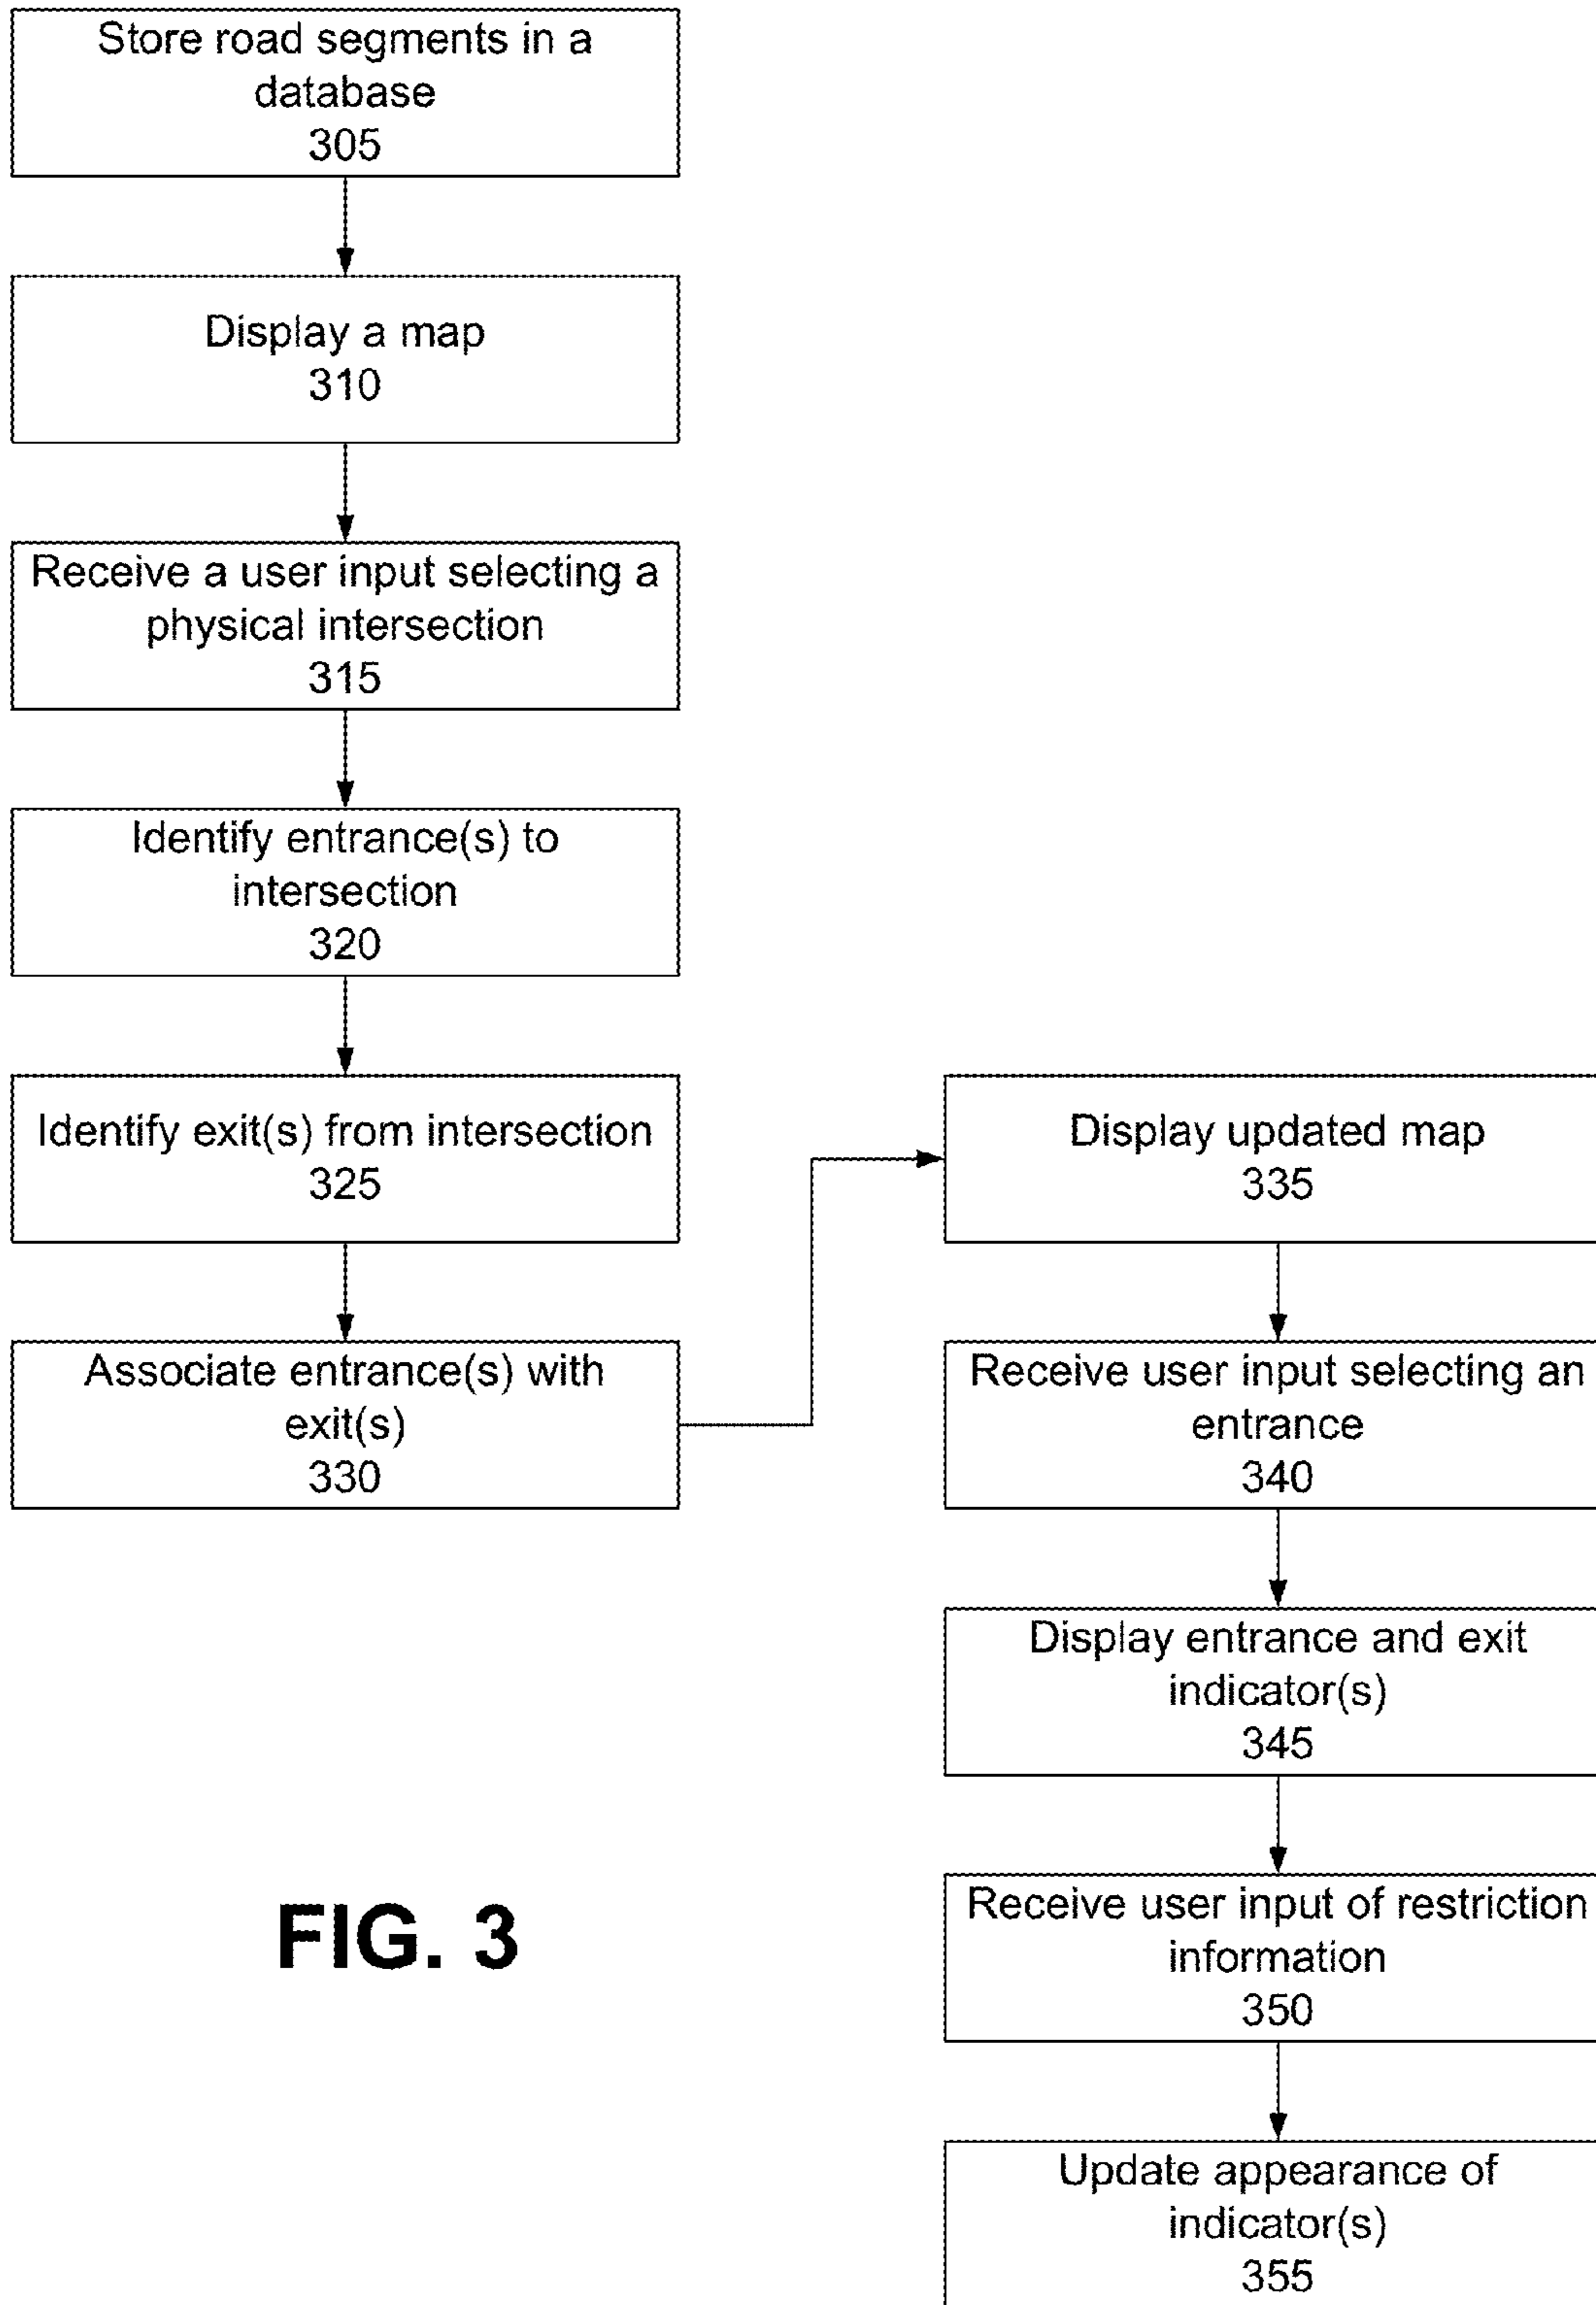 Store road segments in a
database
305
Display a map
310
Receive a user input selecting a
physical intersection
315
Identify entrance(s) to
intersection
320
Identify exit(s) from intersection
325
Associate entrance(s) with
exit(s)
330
Display updated map
335
Receive user input selecting an
entrance
340
Display entrance and exit
indicator(s)
345
Receive user input of restriction
information
350
Update appearance of
indicator(s)
355
FIG. 3